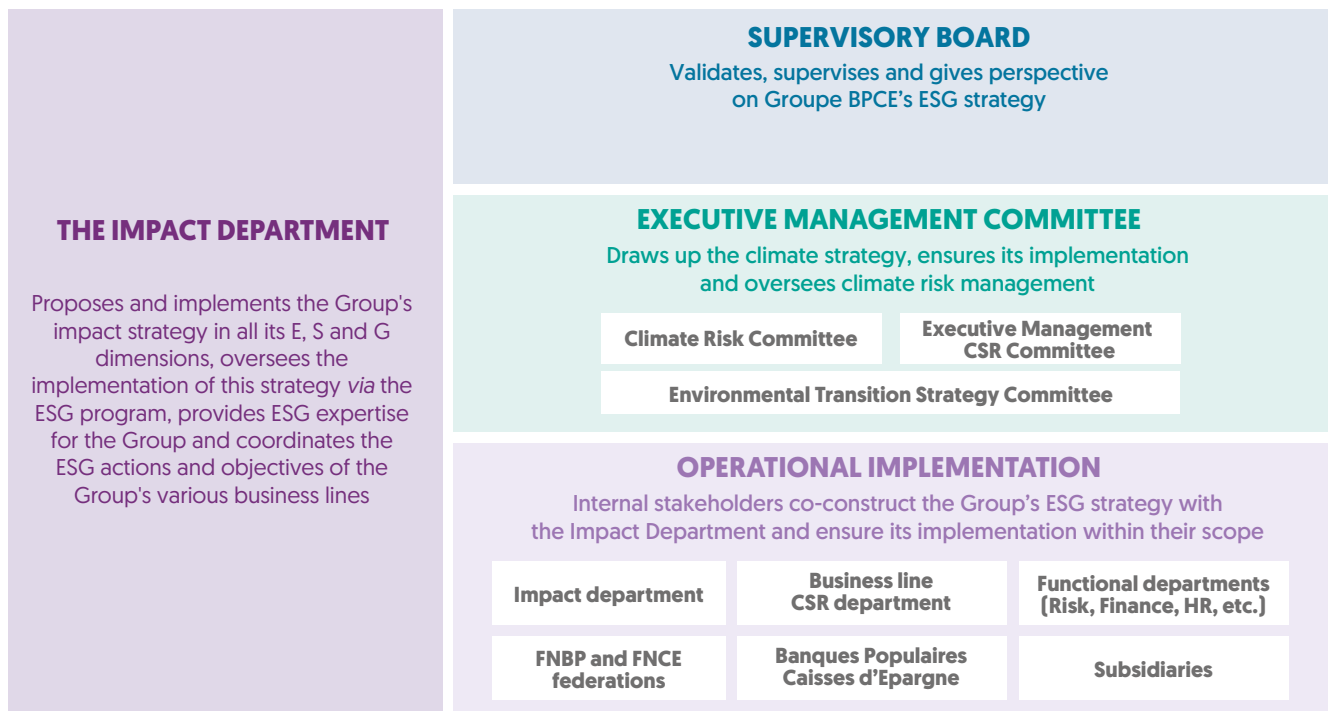 THE IMPACT DEPARTMENT
Proposes and implements the Group's
impact strategy in all its E, S and G
dimensions, oversees the
implementation of this strategy via the
ESG program, provides ESG expertise
for the Group and coordinates the
ESG actions and objectives of the
Group's various business lines
SUPERVISORY BOARD
Validates, supervises and gives perspective
on Groupe BPCE’s ESG strategy
EXECUTIVE MANAGEMENT COMMITTEE
Draws up the climate strategy, ensures its implementation
and oversees climate risk management
Climate Risk Committee
Executive Management
CSR Committee
Environmental Transition Strategy Committee
OPERATIONAL IMPLEMENTATION
Internal stakeholders co-construct the Group’s ESG strategy with
the Impact Department and ensure its implementation within their scope
Impact department
Business line
CSR department
Functional departments
(Risk, Finance, HR, etc.)
FNBP and FNCE
federations
Banques Populaires
Caisses d’Epargne
Subsidiaries